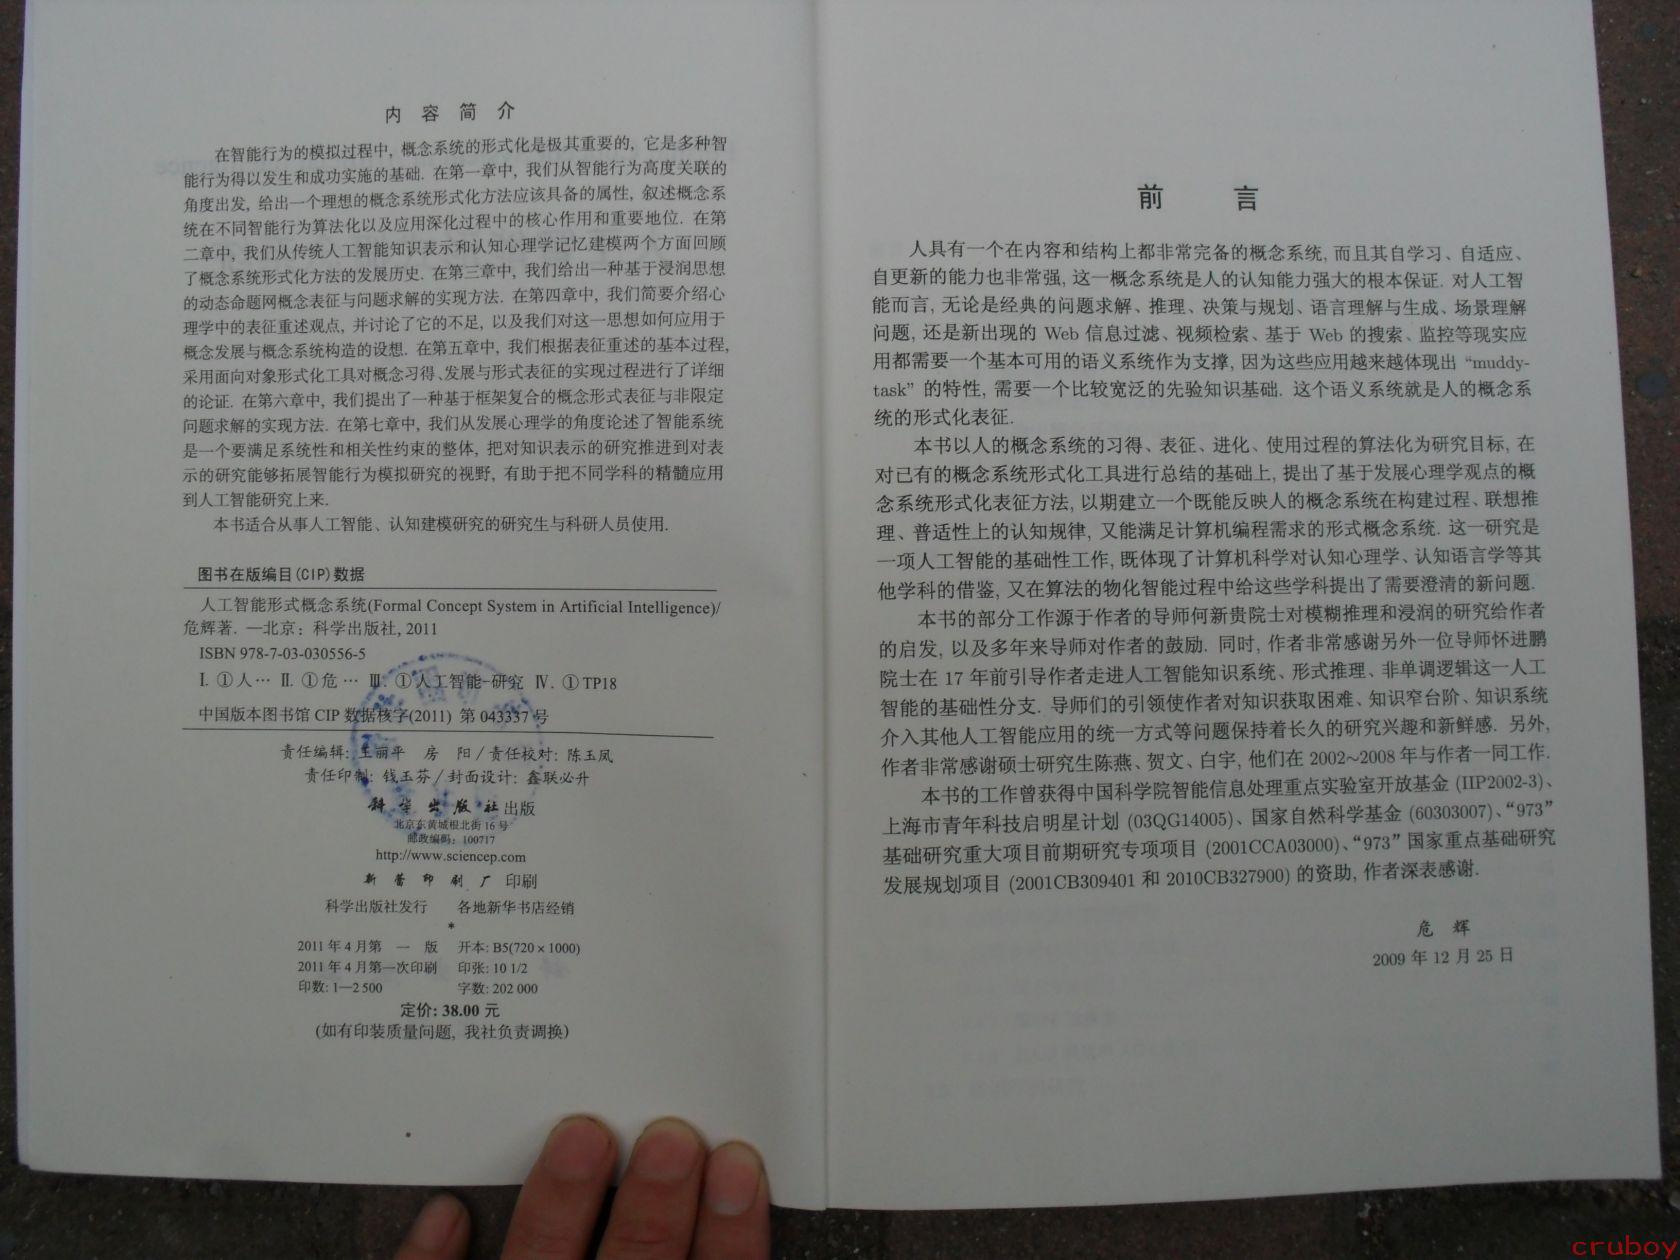 内 容 简 介
在智能行为的模拟过程中, 概念系统的形式化是极其重要的, 它是多种智
能行为得以发生和成功实施的基础. 在第一章中, 我们从智能行为高度关联的
角度出发, 给出一个理想的概念系统形式化方法应该具备的属性, 叙述概念系
统在不同智能行为算法化以及应用深化过程中的核心作用和重要地位. 在第
二章中, 我们从传统人工智能知识表示和认知心理学记忆建模两个方面回顾
了概念系统形式化方法的发展历史. 在第三章中, 我们给出一种基于浸润思想
的动态命题网概念表征与问题求解的实现方法. 在第四章中, 我们简要介绍心
理学中的表征重述观点, 并讨论了它的不足, 以及我们对这一思想如何应用于
概念发展与概念系统构造的设想. 在第五章中, 我们根据表征重述的基本过程,
采用面向对象形式化工具对概念习得、发展与形式表征的实现过程进行了详细
的论证. 在第六章中, 我们提出了一种基于框架复合的概念形式表征与非限定
问题求解的实现方法. 在第七章中, 我们从发展心理学的角度论述了智能系统
是一个要满足系统性和相关性约束的整体, 把对知识表示的研究推进到对表
示的研究能够拓展智能行为模拟研究的视野, 有助于把不同学科的精髓应用
到人工智能研究上来.
本书适合从事人工智能、认知建模研究的研究生与科研人员使用.
图书在版编目(CIP)数据
人工智能形式概念系统(Formal Concept System in Artificial Intelligence)/
危辉著. —北京: 科学出版社, 2011
ISBN 978-7-03-030556-5
Ⅰ. ①人… Ⅱ. ①危… Ⅲ. ①人工智能-研究 Ⅳ. ①TP18
中国版本图书馆 CIP 数据核字(2011) 第 043337 号
责任编辑: 王丽平 房 阳 / 责任校对: 陈玉凤
责任印制: 钱玉芬 / 封面设计: 鑫联必升
科学出版社 出版
北京东黄城根北街 16 号
邮政编码: 100717
http://www.sciencep.com
新蕾印刷厂 印刷
科学出版社发行 各地新华书店经销
*
2011 年 4 月第 一 版 开本: B5(720 × 1000)
2011 年 4 月第一次印刷 印张: 10 1/2
印数: 1—2 500 字数: 202 000
定价: 38.00 元
(如有印装质量问题, 我社负责调换)
前 言
人具有一个在内容和结构上都非常完备的概念系统, 而且其自学习、自适应、
自更新的能力也非常强, 这一概念系统是人的认知能力强大的根本保证. 对人工智
能而言, 无论是经典的问题求解、推理、决策与规划、语言理解与生成、场景理解
问题, 还是新出现的 Web 信息过滤、视频检索、基于 Web 的搜索、监控等现实应
用都需要一个基本可用的语义系统作为支撑, 因为这些应用越来越体现出 “muddy-
task” 的特性, 需要一个比较宽泛的先验知识基础. 这个语义系统就是人的概念系
统的形式化表征.
本书以人的概念系统的习得、表征、进化、使用过程的算法化为研究目标, 在
对已有的概念系统形式化工具进行总结的基础上, 提出了基于发展心理学观点的概
念系统形式化表征方法, 以期建立一个既能反映人的概念系统在构建过程、联想推
理、普适性上的认知规律, 又能满足计算机编程需求的形式概念系统. 这一研究是
一项人工智能的基础性工作, 既体现了计算机科学对认知心理学、认知语言学等其
他学科的借鉴, 又在算法的物化智能过程中给这些学科提出了需要澄清的新问题.
本书的部分工作源于作者的导师何新贵院士对模糊推理和浸润的研究给作者
的启发, 以及多年来导师对作者的鼓励. 同时, 作者非常感谢另外一位导师怀进鹏
院士在 17 年前引导作者走进人工智能知识系统、形式推理、非单调逻辑这一人工
智能的基础性分支. 导师们的引领使作者对知识获取困难、知识窄台阶、知识系统
介入其他人工智能应用的统一方式等问题保持着长久的研究兴趣和新鲜感. 另外,
作者非常感谢硕士研究生陈燕、贺文、白宇, 他们在 2002~2008 年与作者一同工作.
本书的工作曾获得中国科学院智能信息处理重点实验室开放基金 (IIP2002-3)、
上海市青年科技启明星计划 (03QG14005)、国家自然科学基金 (60303007)、“973”
基础研究重大项目前期研究专项项目 (2001CCA03000)、“973” 国家重点基础研究
发展规划项目 (2001CB309401 和 2010CB327900) 的资助, 作者深表感谢.
危 辉
2009 年 12 月 25 日
cruboy